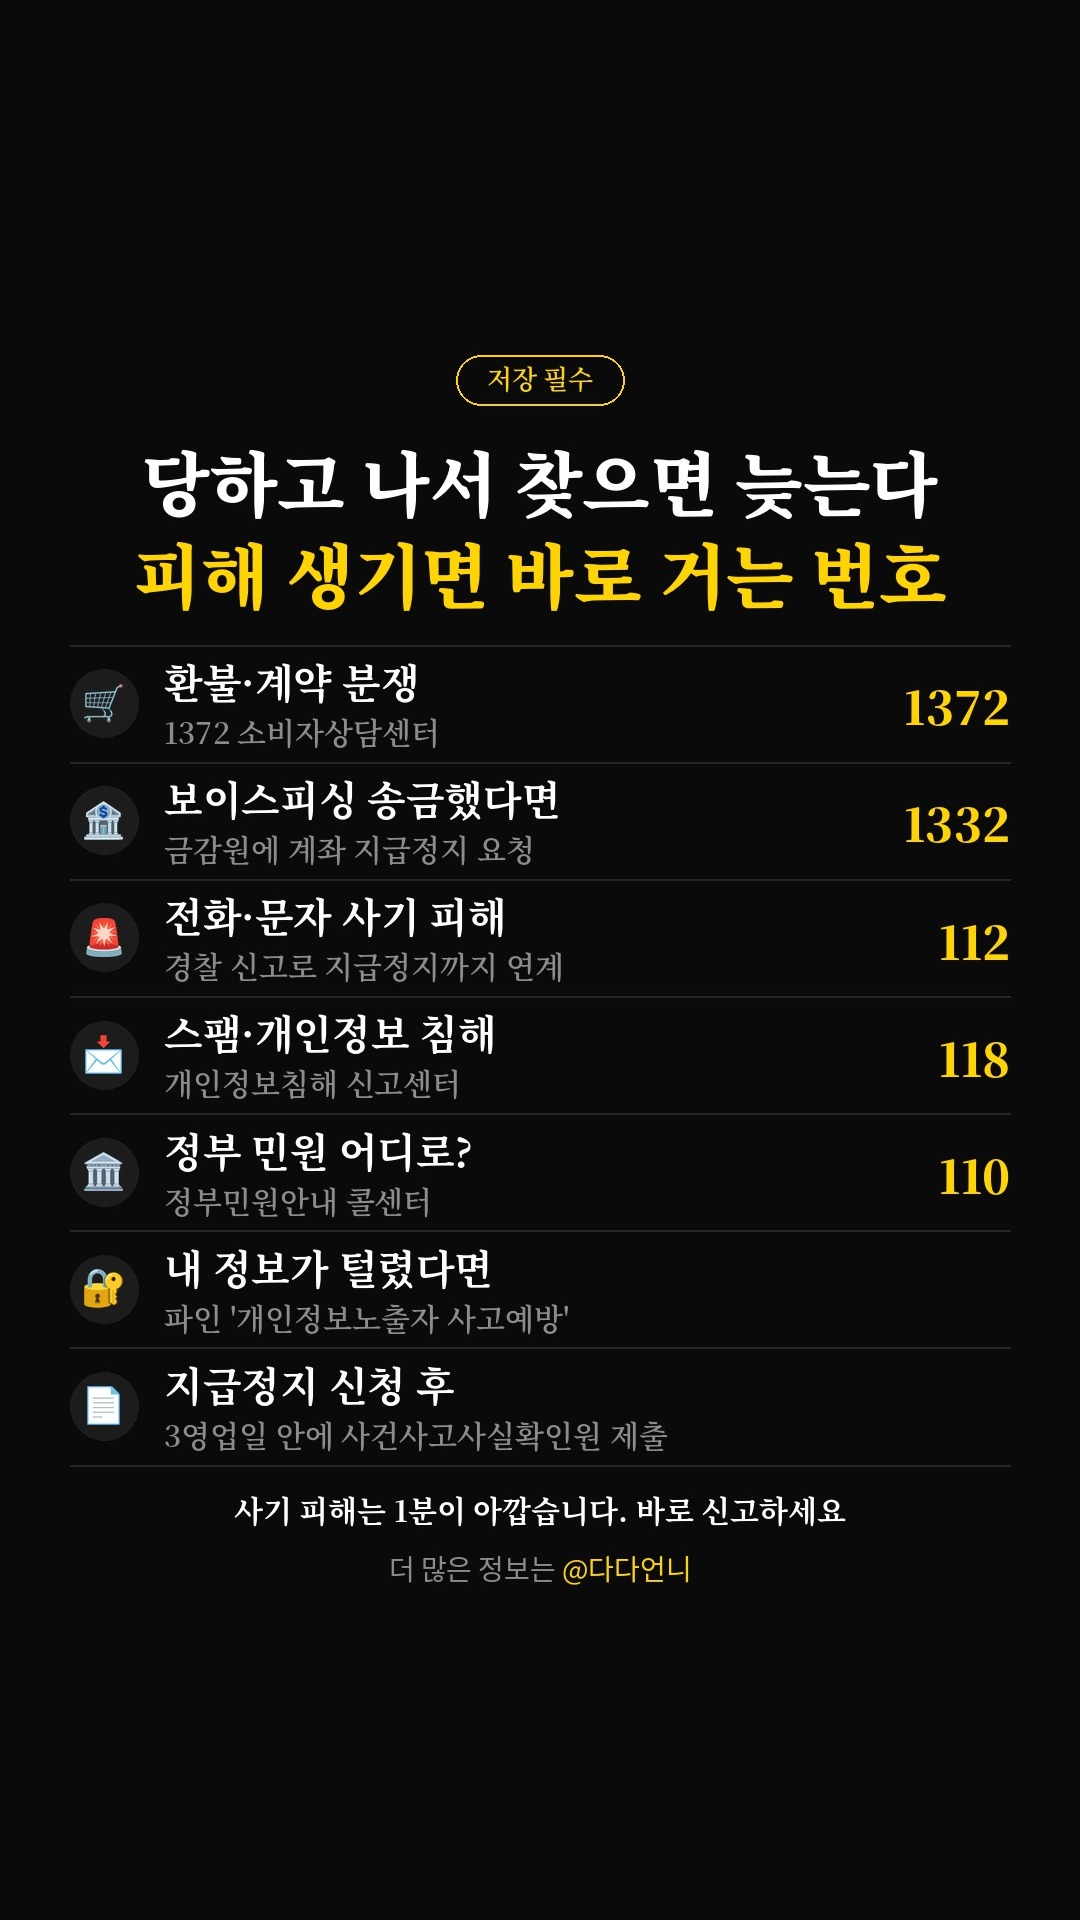 저장 필수
당하고 나서 찾으면 늦는다
피해 생기면 바로 거는 번호
환불·계약 분쟁
1372 소비자상담센터
1372
보이스피싱 송금했다면
금감원에 계좌 지급정지 요청
1332
전화·문자 사기 피해
경찰 신고로 지급정지까지 연계
112
스팸·개인정보 침해
개인정보침해 신고센터
118
정부 민원 어디로?
정부민원안내 콜센터
110
내 정보가 털렸다면
파인 '개인정보노출자 사고예방'
지급정지 신청 후
3영업일 안에 사건사고사실확인원 제출
사기 피해는 1분이 아깝습니다. 바로 신고하세요
더 많은 정보는 @다다언니